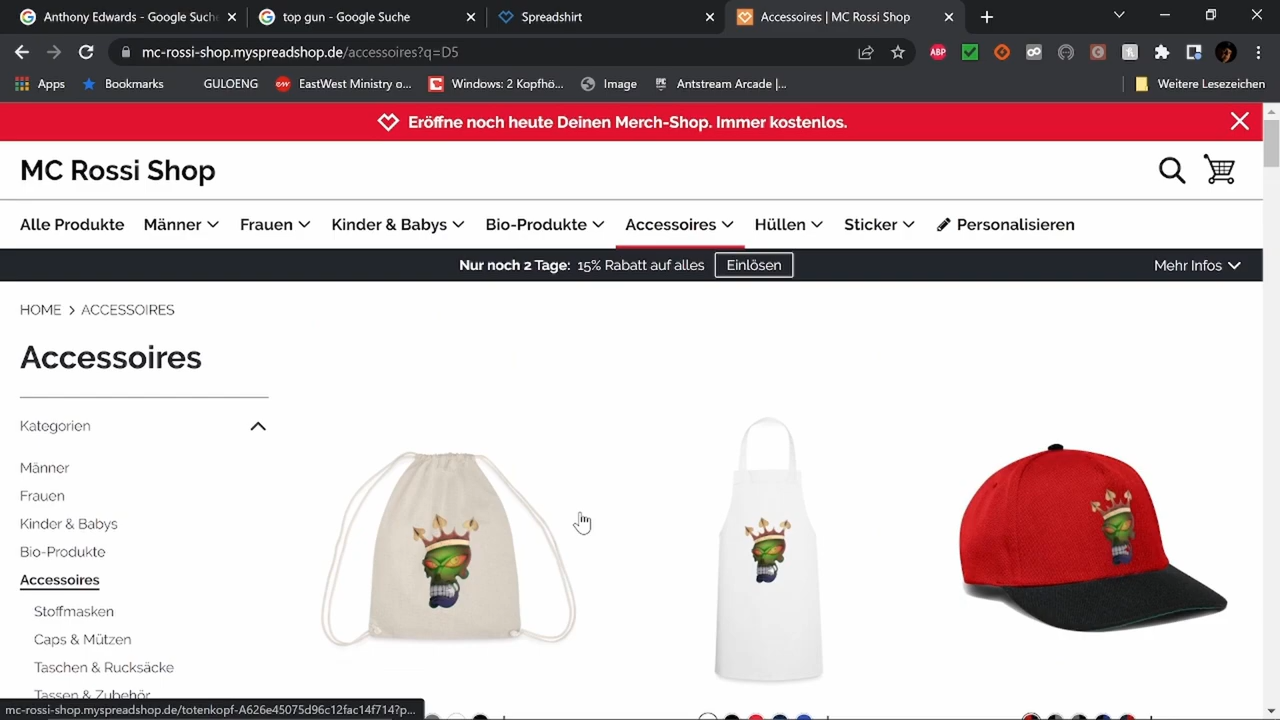 Anthony Edwards - Google Suche
top gun - Google Suche
Spreadshirt
Accessoires | MC Rossi Shop
mc-rossi-shop.myspreadshop.de/accessoires?q=D5
ABP
Apps
Bookmarks
GULOENG
EastWest Ministry o...
Windows: 2 Kopfhö...
Image
Antstream Arcade |...
Weitere Lesezeichen
Eröffne noch heute Deinen Merch-Shop. Immer kostenlos.
MC Rossi Shop
Alle Produkte Männer Frauen Kinder & Babys Bio-Produkte Accessoires Hüllen Sticker Personalisieren
Nur noch 2 Tage: 15% Rabatt auf alles Einlösen Mehr Infos
HOME > ACCESSOIRES
Accessoires
Kategorien
Männer
Frauen
Kinder & Babys
Bio-Produkte
Accessoires
Stoffmasken
Caps & Mützen
Taschen & Rucksäcke
Tassen & Zubehör
mc-rossi-shop.myspreadshop.de/totenkopf-A626e45075d96c12fac14f714?p...